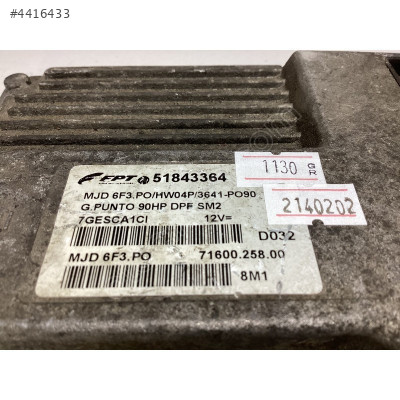 #4416433
FPT 51843364
MJD 6F3.PO/HW04P/3641-PO90
G.PUNTO 90HP DPF SM2
7GESCA1CI 12V=
D032
MJD 6F3.PO 71600.258.00
8M1
1130 GR
2140202